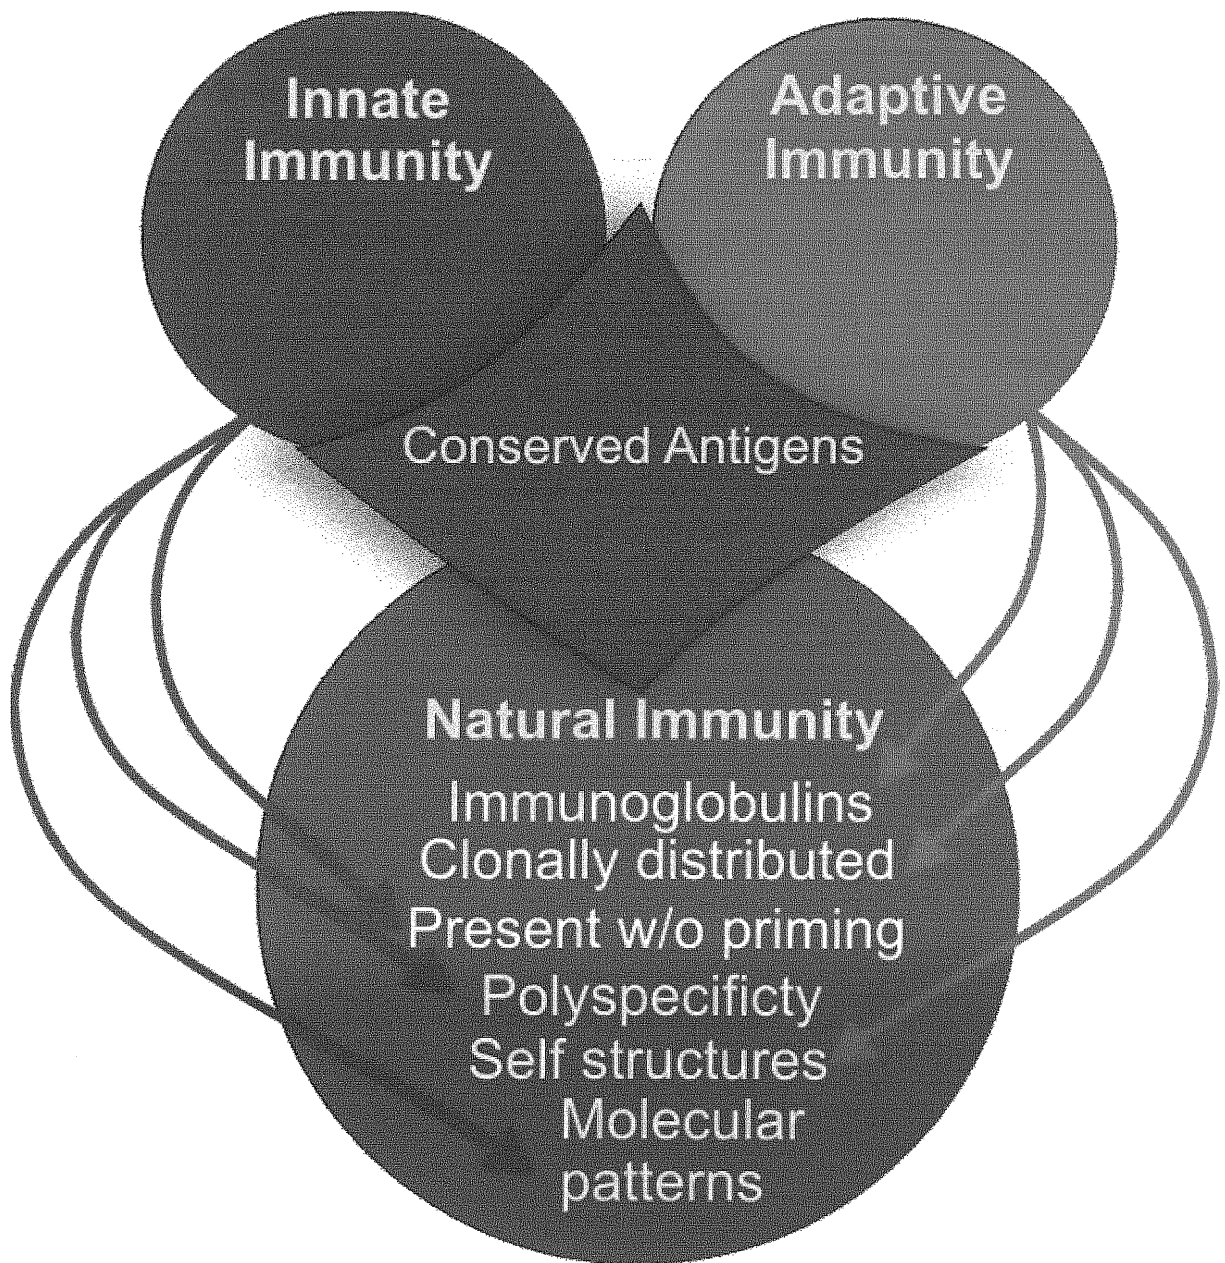 Innate
Immunity
Adaptive
Immunity
Conserved Antigens
Natural Immunity
Immunoglobulins
Clonally distributed
Present w/o priming
Polyspecificty
Self structures
Molecular
patterns